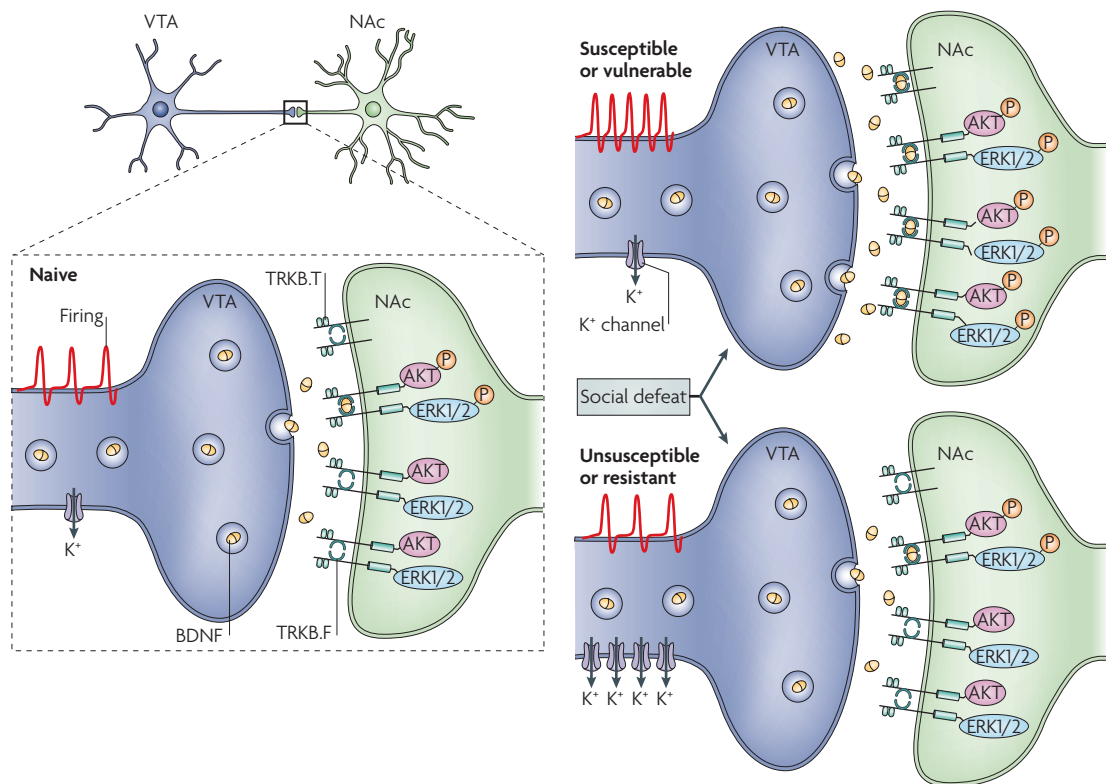 VTA
NAc
Naive
Firing
VTA
TRKB.T
NAc
P
AKT
P
ERK1/2
AKT
ERK1/2
AKT
ERK1/2
K⁺
BDNF
TRKB.F
Susceptible
or vulnerable
VTA
NAc
P
AKT
P
ERK1/2
P
AKT
P
ERK1/2
P
AKT
P
ERK1/2
K⁺
K⁺ channel
Social defeat
Unsusceptible
or resistant
VTA
NAc
P
AKT
P
ERK1/2
AKT
ERK1/2
AKT
ERK1/2
K⁺ K⁺ K⁺ K⁺